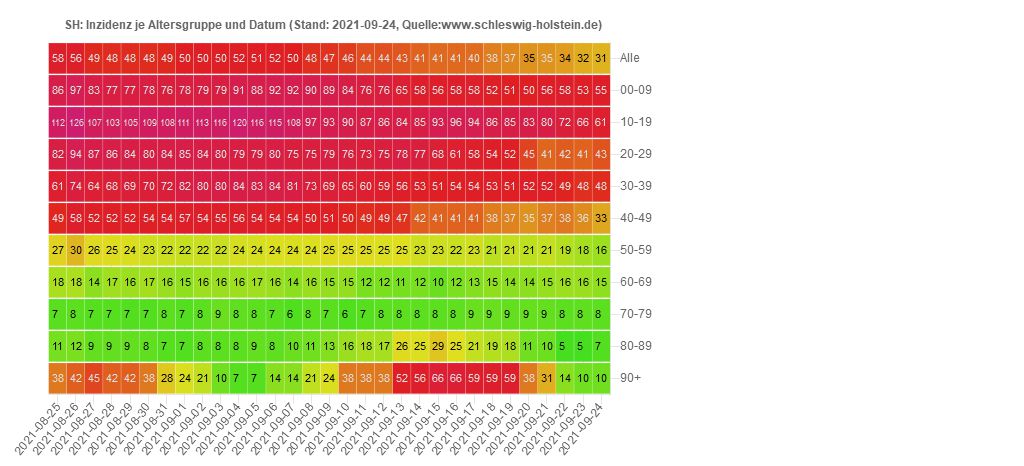 SH: Inzidenz je Altersgruppe und Datum (Stand: 2021-09-24, Quelle:www.schleswig-holstein.de)
58 56 49 48 48 48 49 50 50 50 52 51 52 50 48 47 46 44 44 43 41 41 41 40 38 37 35 35 34 32 31 Alle
86 97 83 77 77 78 76 78 79 79 91 88 92 92 90 89 84 76 76 65 58 56 58 58 52 51 50 56 58 53 55 00-09
112 126 107 103 105 109 108 111 113 116 120 116 115 108 97 93 90 87 86 84 85 93 96 94 86 85 83 80 72 66 61 10-19
82 94 87 86 84 80 84 85 84 80 79 79 80 75 75 79 76 73 75 78 77 68 61 58 54 52 45 41 42 41 43 20-29
61 74 64 68 69 70 72 82 80 80 84 83 84 81 73 69 65 60 59 56 53 51 54 54 53 51 52 52 49 48 48 30-39
49 58 52 52 52 54 54 57 54 55 56 54 54 54 50 51 50 49 49 47 42 41 41 41 38 37 35 37 38 36 33 40-49
27 30 26 25 24 23 22 22 22 22 24 24 24 24 24 25 25 25 25 25 23 23 22 23 21 21 21 21 19 18 16 50-59
18 18 14 17 16 17 16 15 16 16 16 17 16 14 16 15 15 12 12 11 12 10 12 13 15 14 14 15 16 16 15 60-69
7 8 7 7 7 7 8 7 8 9 8 8 7 6 8 7 6 7 8 8 8 8 8 9 9 9 9 9 8 8 8 70-79
11 12 9 9 9 8 7 7 8 8 8 9 8 10 11 13 16 18 17 26 25 29 25 21 19 18 11 10 5 5 7 80-89
38 42 45 42 42 38 28 24 21 10 7 7 14 14 21 24 38 38 38 52 56 66 66 59 59 59 38 31 14 10 10 90+
2021-08-25
2021-08-26
2021-08-27
2021-08-28
2021-08-29
2021-08-30
2021-08-31
2021-09-01
2021-09-02
2021-09-03
2021-09-04
2021-09-05
2021-09-06
2021-09-07
2021-09-08
2021-09-09
2021-09-10
2021-09-11
2021-09-12
2021-09-13
2021-09-14
2021-09-15
2021-09-16
2021-09-17
2021-09-18
2021-09-19
2021-09-20
2021-09-21
2021-09-22
2021-09-23
2021-09-24